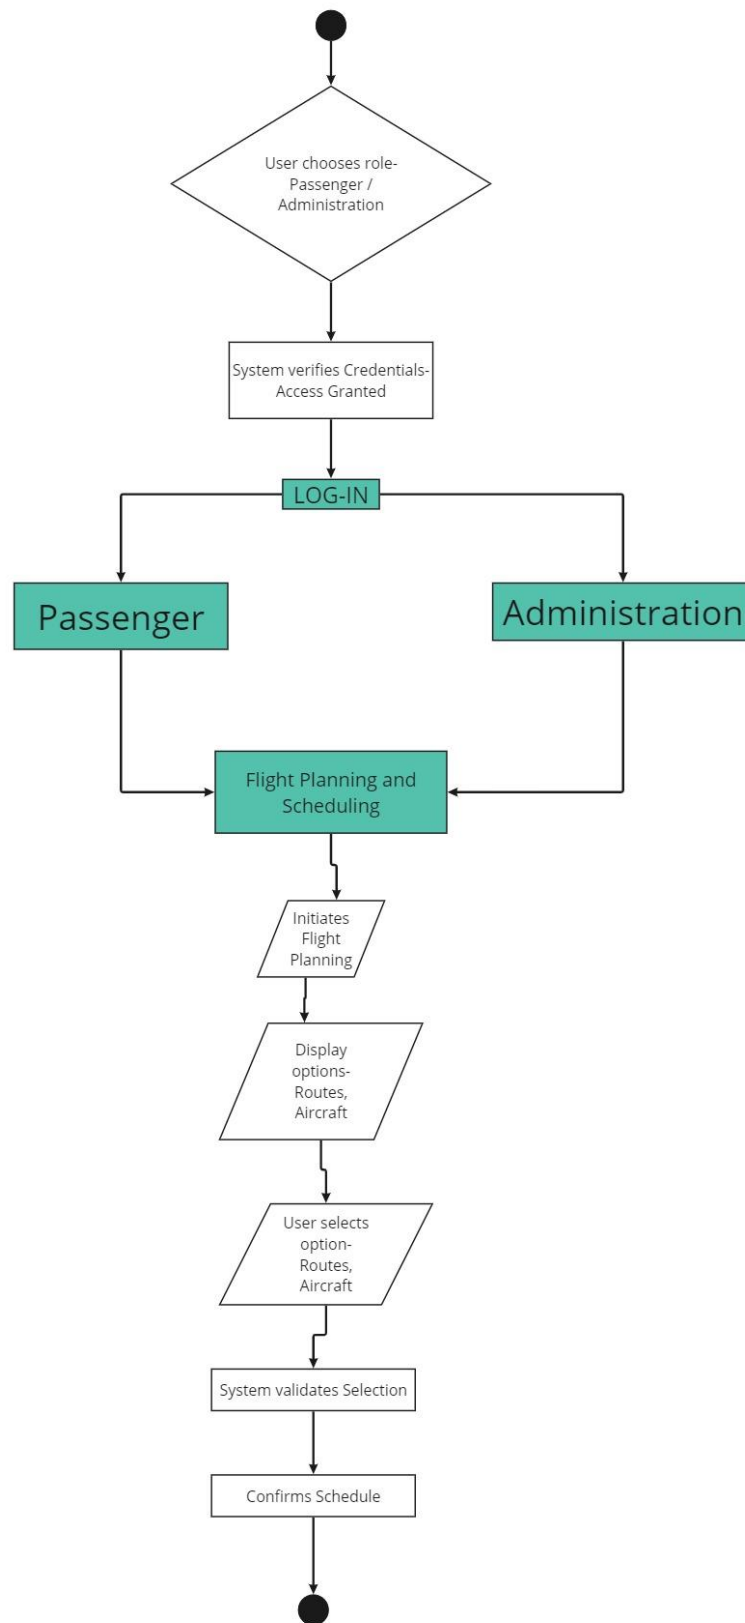 User chooses role-
Passenger /
Administration
System verifies Credentials-
Access Granted
LOG-IN
Passenger
Administration
Flight Planning and
Scheduling
Initiates
Flight
Planning
Display
options-
Routes,
Aircraft
User selects
option-
Routes,
Aircraft
System validates Selection
Confirms Schedule